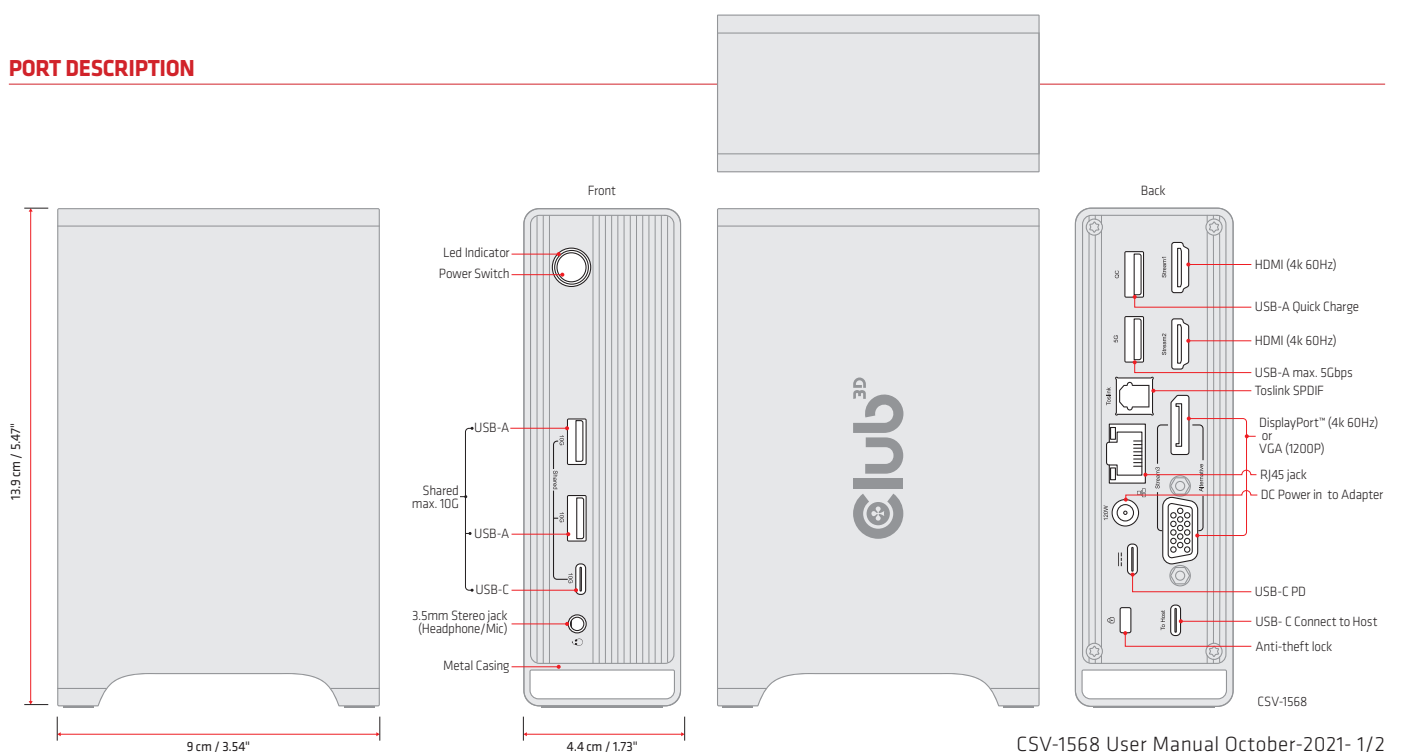 PORT DESCRIPTION
Front
Back
13.9 cm / 5.47"
9 cm / 3.54"
Led Indicator
Power Switch
USB-A
Shared
max. 10G
USB-A
USB-C
3.5mm Stereo jack
(Headphone/Mic)
Metal Casing
10G
Shared
10G
10G
4.4 cm / 1.73"
Club 3D
QC
Stream1
5G
Stream2
Toslink
Stream3
Alternative
120W
To Host
HDMI (4k 60Hz)
USB-A Quick Charge
HDMI (4k 60Hz)
USB-A max. 5Gbps
Toslink SPDIF
DisplayPort™ (4k 60Hz)
or
VGA (1200P)
RJ45 jack
DC Power in to Adapter
USB-C PD
USB- C Connect to Host
Anti-theft lock
CSV-1568
CSV-1568 User Manual October-2021- 1/2